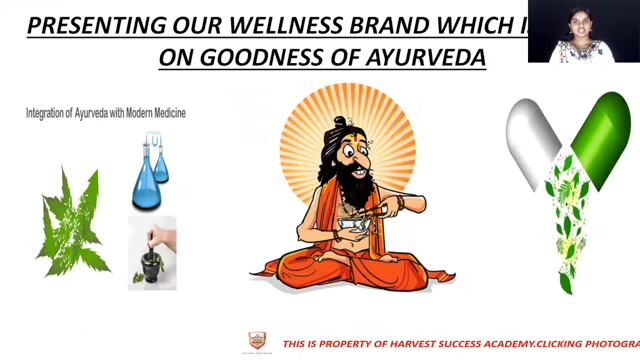 PRESENTING OUR WELLNESS BRAND WHICH
ON GOODNESS OF AYURVEDA
Integration of Ayurveda with Modern Medicine
THIS IS PROPERTY OF HARVEST SUCCESS ACADEMY.CLICKING